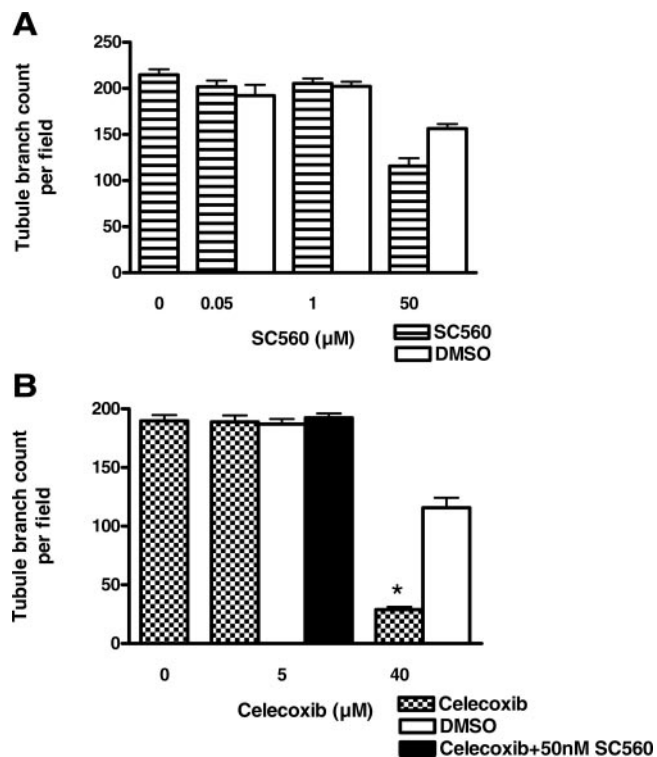 A
Tubule branch count
per field
250
200
150
100
50
0
0 0.05 1 50
SC560 (µM)
SC560
DMSO
B
Tubule branch count
per field
200
150
100
50
0
*
0 5 40
Celecoxib (µM)
Celecoxib
DMSO
Celecoxib+50nM SC560